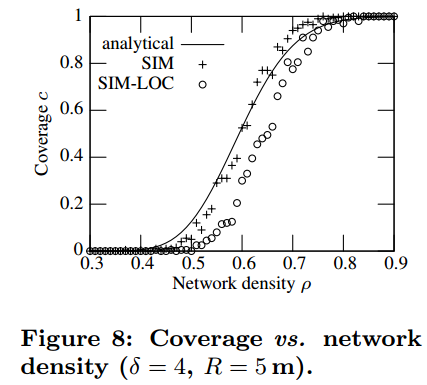 1
analytical
SIM
SIM-LOC
0.8
0.6
0.4
0.2
0
Coverage c
0.3 0.4 0.5 0.6 0.7 0.8 0.9
Network density ρ
Figure 8: Coverage vs. network
density (δ = 4, R = 5 m).